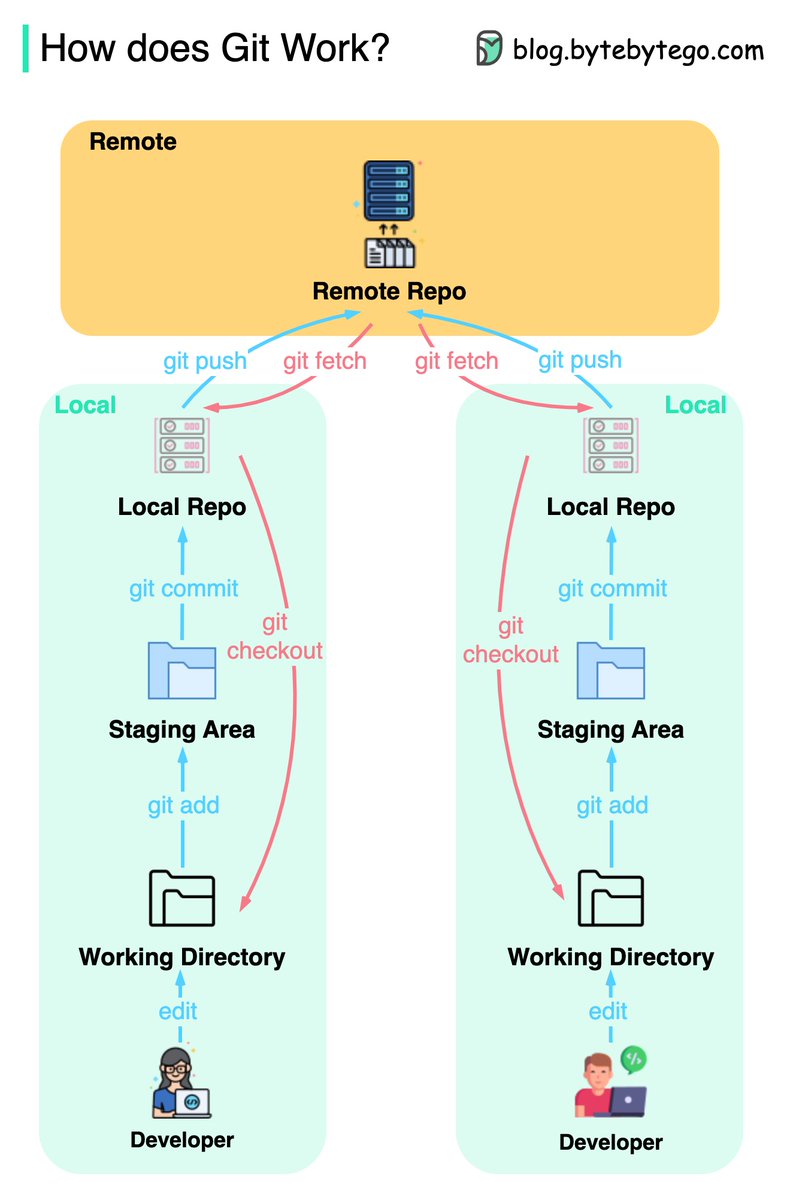 How does Git Work?
blog.bytebytego.com
Remote
Remote Repo
git push
git fetch
git fetch
git push
Local
Local
Local Repo
Local Repo
git commit
git commit
git
checkout
git
checkout
Staging Area
Staging Area
git add
git add
Working Directory
Working Directory
edit
edit
Developer
Developer